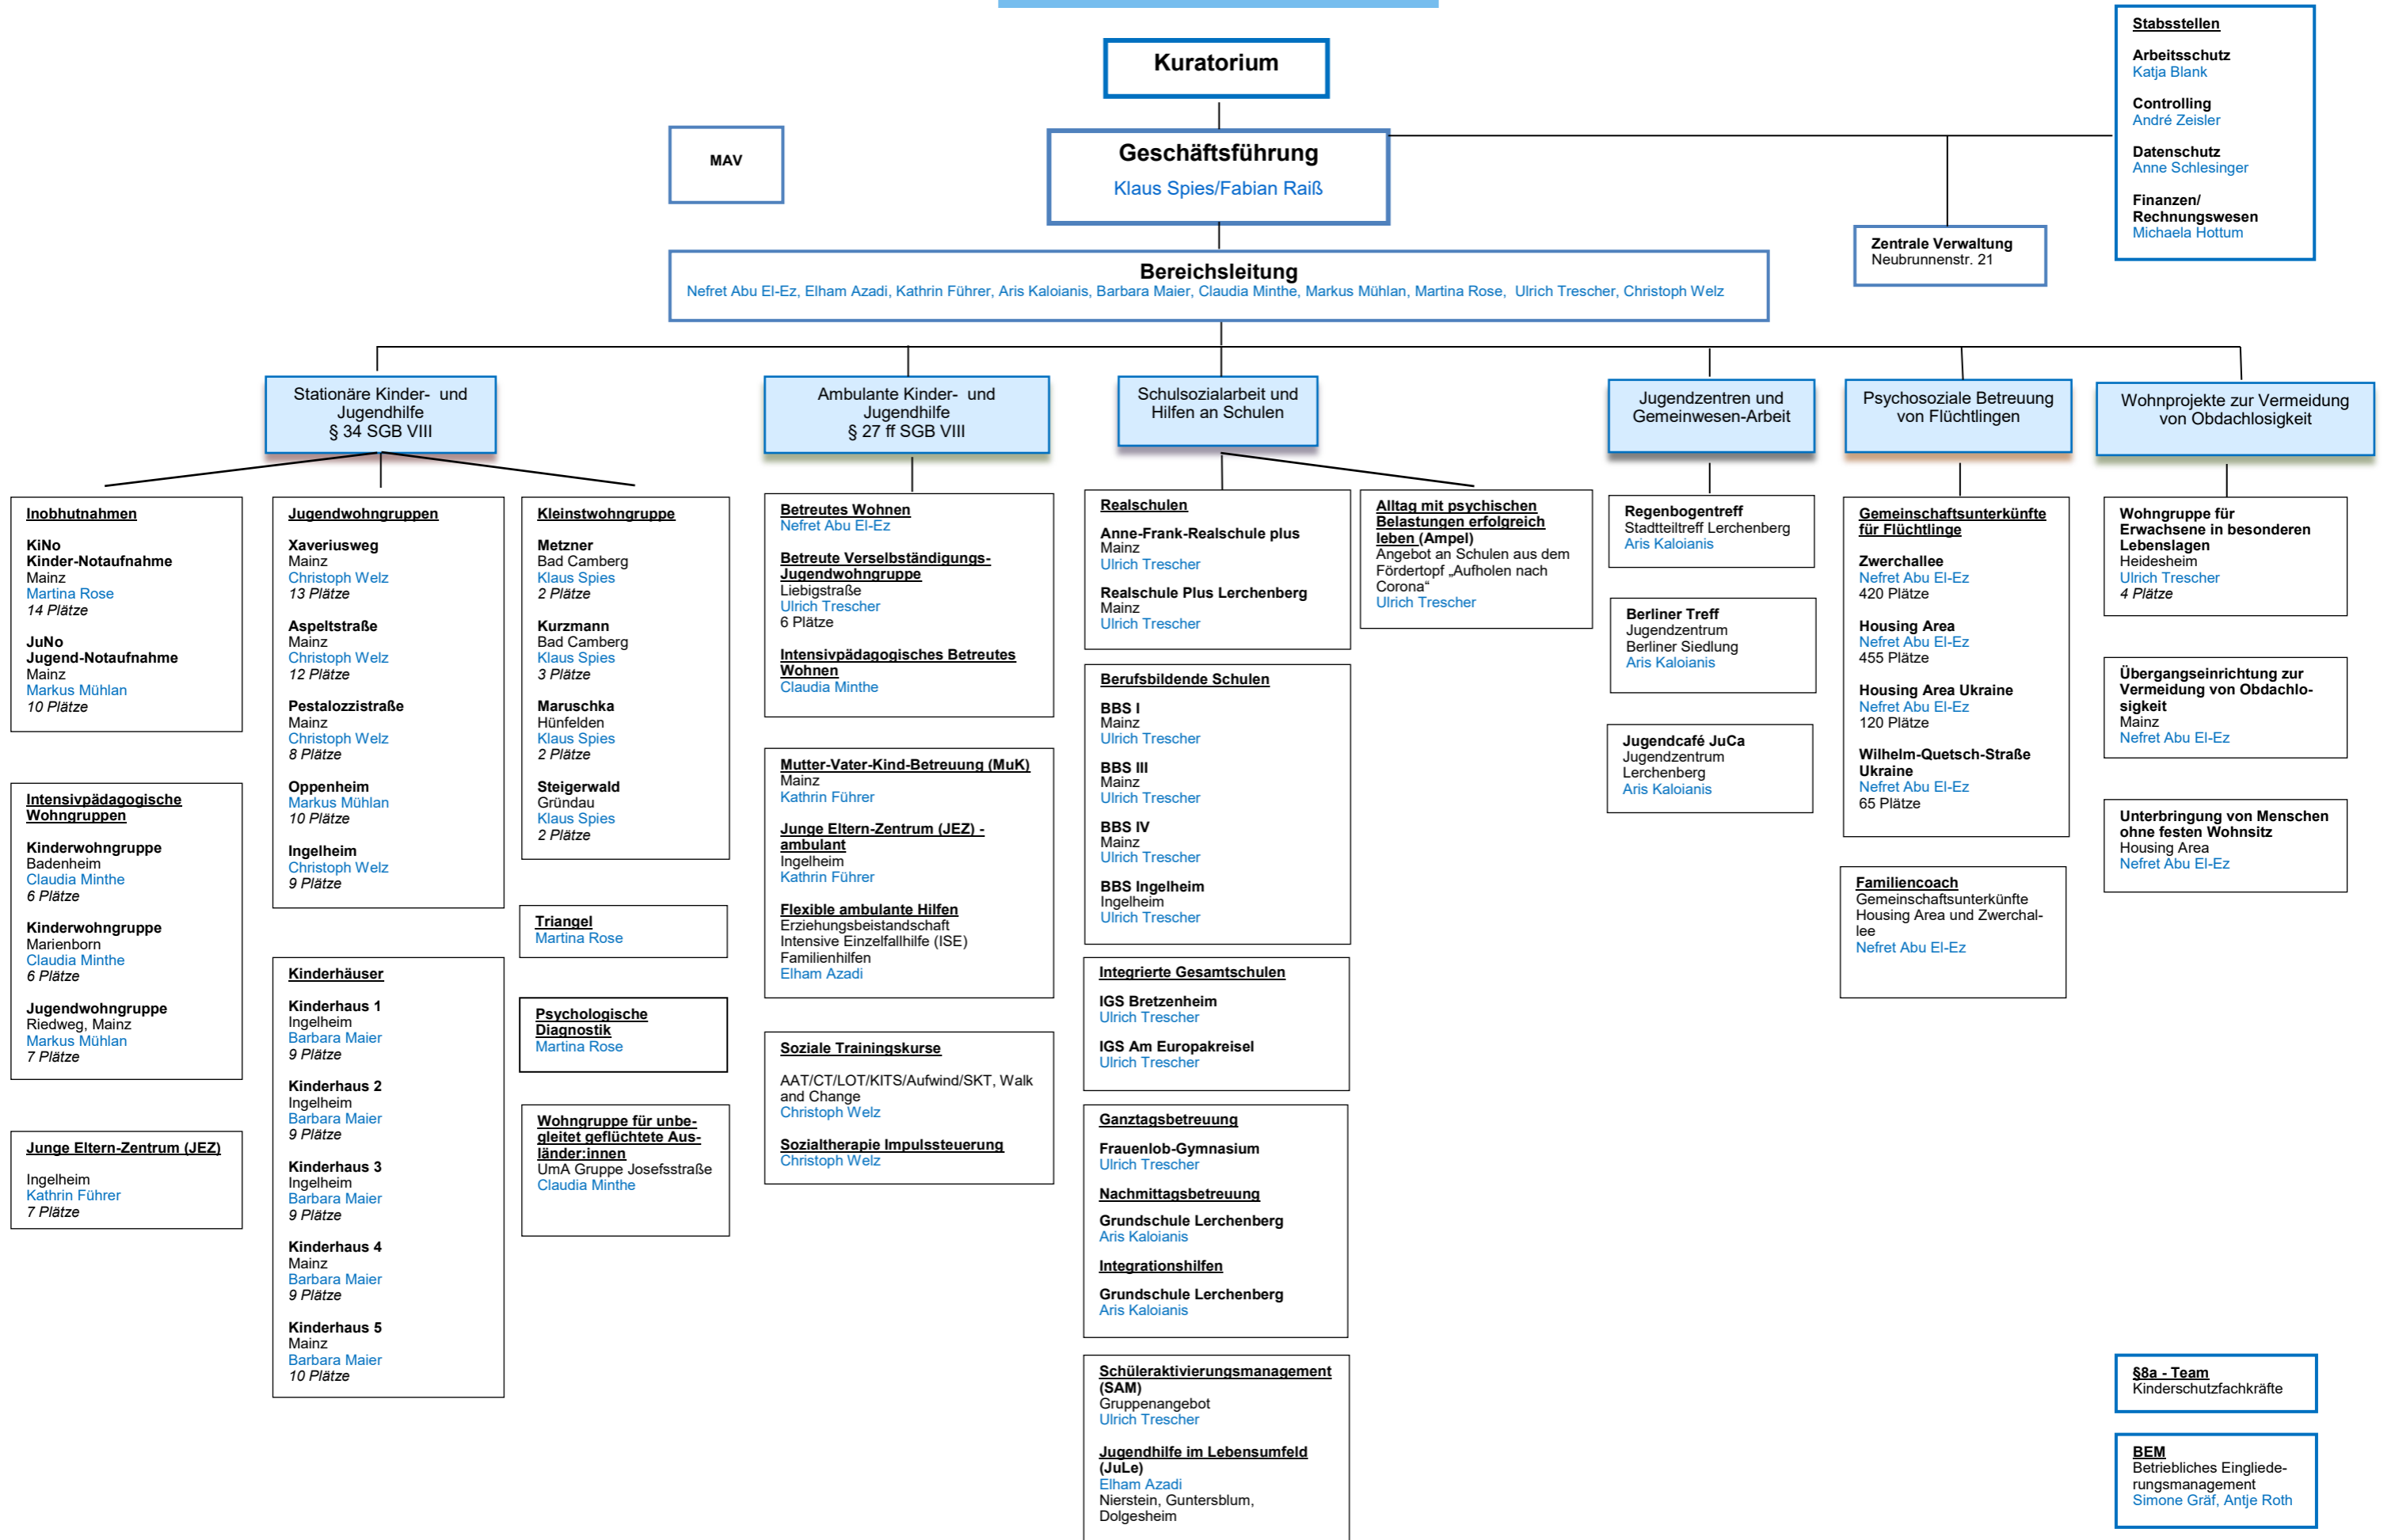 Kuratorium
MAV
Geschäftsführung
Klaus Spies/Fabian Raiß
Stabsstellen
Arbeitsschutz
Katja Blank
Controlling
André Zeisler
Datenschutz
Anne Schlesinger
Finanzen/
Rechnungswesen
Michaela Hottum
Zentrale Verwaltung
Neubrunnenstr. 21
Bereichsleitung
Nefret Abu El-Ez, Elham Azadi, Kathrin Führer, Aris Kaloianis, Barbara Maier, Claudia Minthe, Markus Mühlan, Martina Rose, Ulrich Trescher, Christoph Welz
Stationäre Kinder- und
Jugendhilfe
§ 34 SGB VIII
Ambulante Kinder- und
Jugendhilfe
§ 27 ff SGB VIII
Schulsozialarbeit und
Hilfen an Schulen
Jugendzentren und
Gemeinwesen-Arbeit
Psychosoziale Betreuung
von Flüchtlingen
Wohnprojekte zur Vermeidung
von Obdachlosigkeit
Inobhutnahmen
KiNo
Kinder-Notaufnahme
Mainz
Martina Rose
14 Plätze
JuNo
Jugend-Notaufnahme
Mainz
Markus Mühlan
10 Plätze
Intensivpädagogische
Wohngruppen
Kinderwohngruppe
Badenheim
Claudia Minthe
6 Plätze
Kinderwohngruppe
Marienborn
Claudia Minthe
6 Plätze
Jugendwohngruppe
Riedweg, Mainz
Markus Mühlan
7 Plätze
Junge Eltern-Zentrum (JEZ)
Ingelheim
Kathrin Führer
7 Plätze
Jugendwohngruppen
Xaveriusweg
Mainz
Christoph Welz
13 Plätze
Aspeltstraße
Mainz
Christoph Welz
12 Plätze
Pestalozzistraße
Mainz
Christoph Welz
8 Plätze
Oppenheim
Markus Mühlan
10 Plätze
Ingelheim
Christoph Welz
9 Plätze
Kinderhäuser
Kinderhaus 1
Ingelheim
Barbara Maier
9 Plätze
Kinderhaus 2
Ingelheim
Barbara Maier
9 Plätze
Kinderhaus 3
Ingelheim
Barbara Maier
9 Plätze
Kinderhaus 4
Mainz
Barbara Maier
9 Plätze
Kinderhaus 5
Mainz
Barbara Maier
10 Plätze
Kleinstwohngruppe
Metzner
Bad Camberg
Klaus Spies
2 Plätze
Kurzmann
Bad Camberg
Klaus Spies
3 Plätze
Maruschka
Hünfelden
Klaus Spies
2 Plätze
Steigerwald
Gründau
Klaus Spies
2 Plätze
Triangel
Martina Rose
Psychologische
Diagnostik
Martina Rose
Wohngruppe für unbe-
gleitet geflüchtete Aus-
länder:innen
UmA Gruppe Josefsstraße
Claudia Minthe
Betreutes Wohnen
Nefret Abu El-Ez
Betreute Verselbständigungs-
Jugendwohngruppe
Liebigstraße
Ulrich Trescher
6 Plätze
Intensivpädagogisches Betreutes
Wohnen
Claudia Minthe
Mutter-Vater-Kind-Betreuung (MuK)
Mainz
Kathrin Führer
Junge Eltern-Zentrum (JEZ) -
ambulant
Ingelheim
Kathrin Führer
Flexible ambulante Hilfen
Erziehungsbeistandschaft
Intensive Einzelfallhilfe (ISE)
Familienhilfen
Elham Azadi
Soziale Trainingskurse
AAT/CT/LOT/KITS/Aufwind/SKT, Walk
and Change
Christoph Welz
Sozialtherapie Impulssteuerung
Christoph Welz
Realschulen
Anne-Frank-Realschule plus
Mainz
Ulrich Trescher
Realschule Plus Lerchenberg
Mainz
Ulrich Trescher
Berufsbildende Schulen
BBS I
Mainz
Ulrich Trescher
BBS III
Mainz
Ulrich Trescher
BBS IV
Mainz
Ulrich Trescher
BBS Ingelheim
Ingelheim
Ulrich Trescher
Integrierte Gesamtschulen
IGS Bretzenheim
Ulrich Trescher
IGS Am Europakreisel
Ulrich Trescher
Ganztagsbetreuung
Frauenlob-Gymnasium
Ulrich Trescher
Nachmittagsbetreuung
Grundschule Lerchenberg
Aris Kaloianis
Integrationshilfen
Grundschule Lerchenberg
Aris Kaloianis
Schüleraktivierungsmanagement
(SAM)
Gruppenangebot
Ulrich Trescher
Jugendhilfe im Lebensumfeld
(JuLe)
Elham Azadi
Nierstein, Guntersblum,
Dolgesheim
Alltag mit psychischen
Belastungen erfolgreich
leben (Ampel)
Angebot an Schulen aus dem
Fördertopf „Aufholen nach
Corona“
Ulrich Trescher
Regenbogentreff
Stadtteiltreff Lerchenberg
Aris Kaloianis
Berliner Treff
Jugendzentrum
Berliner Siedlung
Aris Kaloianis
Jugendcafé JuCa
Jugendzentrum
Lerchenberg
Aris Kaloianis
Gemeinschaftsunterkünfte
für Flüchtlinge
Zwerchallee
Nefret Abu El-Ez
420 Plätze
Housing Area
Nefret Abu El-Ez
455 Plätze
Housing Area Ukraine
Nefret Abu El-Ez
120 Plätze
Wilhelm-Quetsch-Straße
Ukraine
Nefret Abu El-Ez
65 Plätze
Familiencoach
Gemeinschaftsunterkünfte
Housing Area und Zwerchal-
lee
Nefret Abu El-Ez
Wohngruppe für
Erwachsene in besonderen
Lebenslagen
Heidesheim
Ulrich Trescher
4 Plätze
Übergangseinrichtung zur
Vermeidung von Obdachlo-
sigkeit
Mainz
Nefret Abu El-Ez
Unterbringung von Menschen
ohne festen Wohnsitz
Housing Area
Nefret Abu El-Ez
§8a - Team
Kinderschutzfachkräfte
BEM
Betriebliches Eingliede-
rungsmanagement
Simone Gräf, Antje Roth